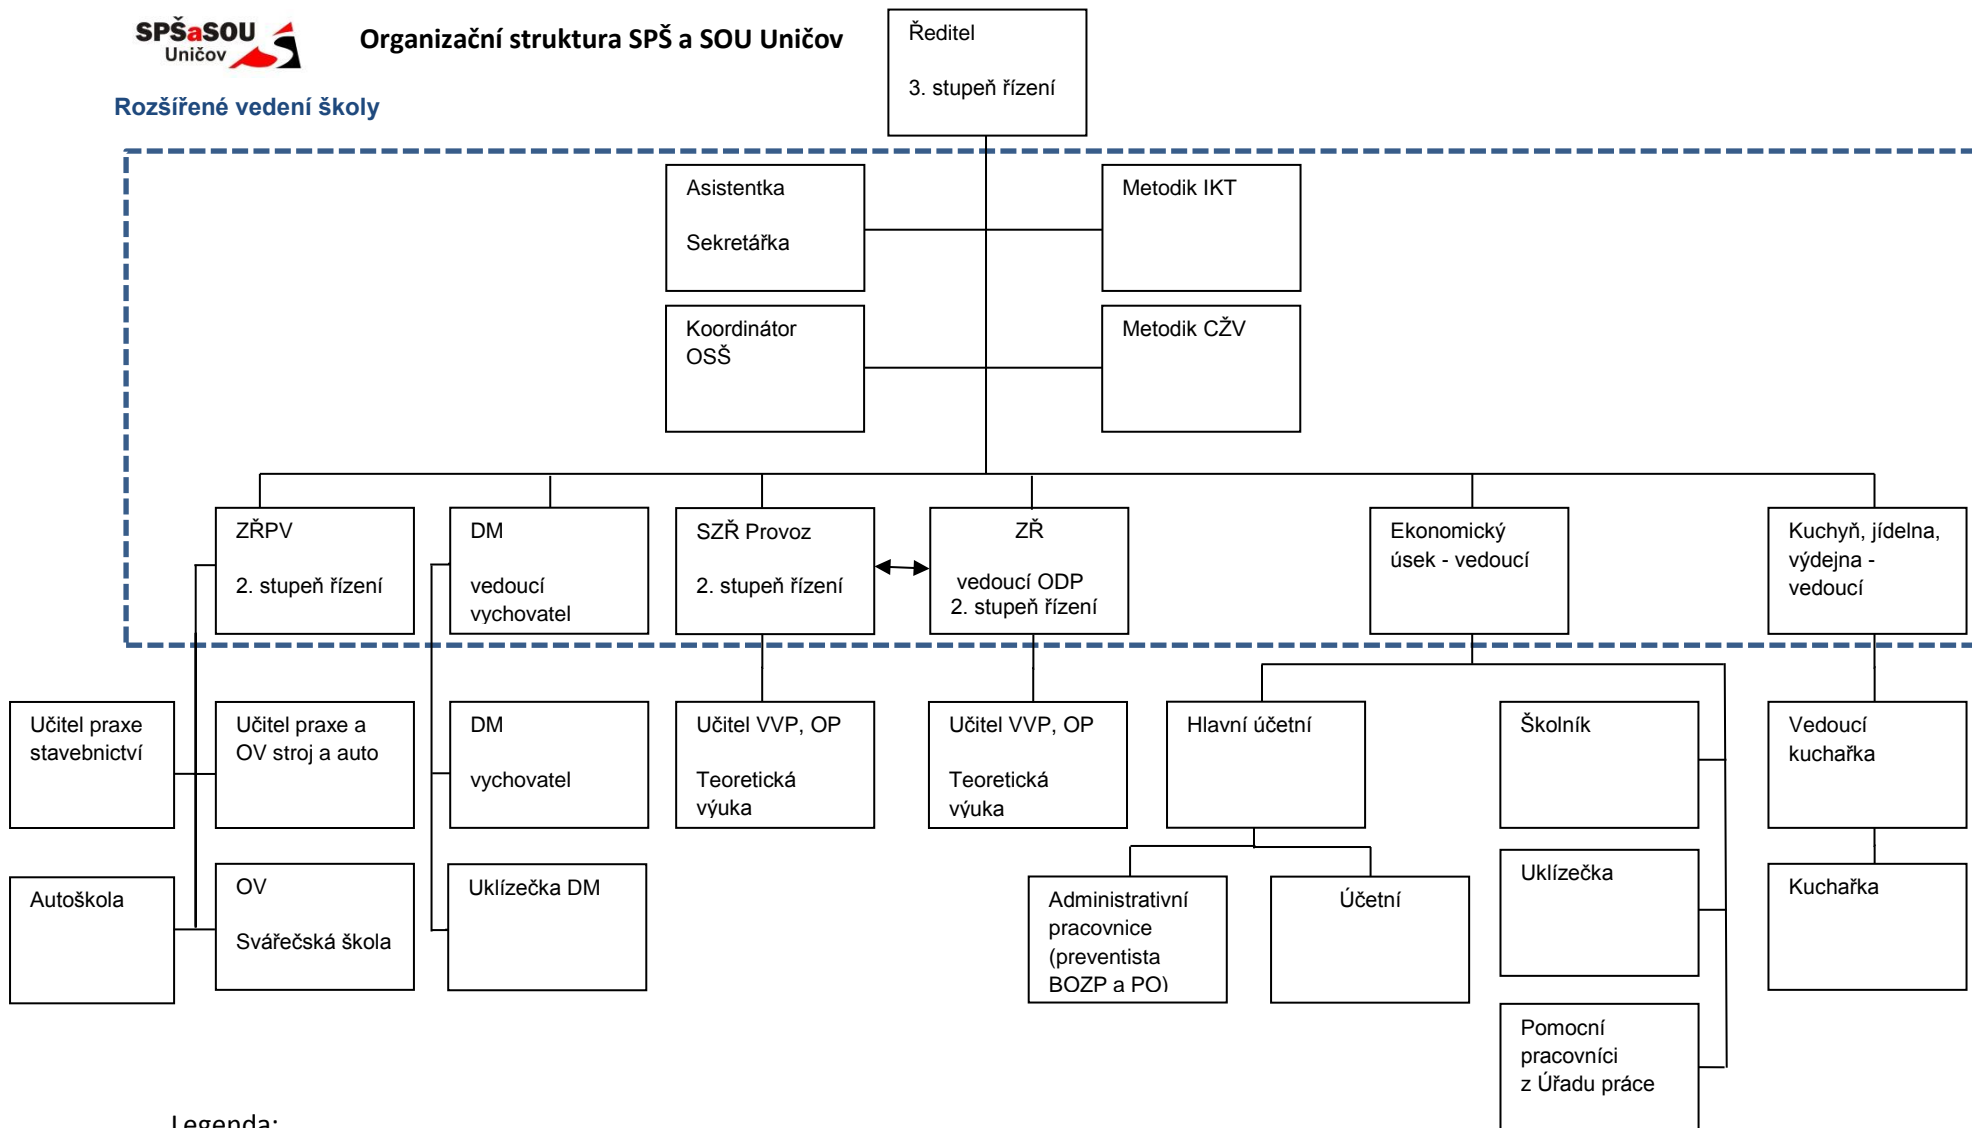 SPŠaSOU
Uničov
Organizační struktura SPŠ a SOU Uničov
Rozšířené vedení školy
Ředitel
3. stupeň řízení
Asistentka
Sekretářka
Metodik IKT
Koordinátor
OSŠ
Metodik CŽV
ZŘPV
2. stupeň řízení
DM
vedoucí
vychovatel
SZŘ Provoz
2. stupeň řízení
ZŘ
vedoucí ODP
2. stupeň řízení
Ekonomický
úsek - vedoucí
Kuchyň, jídelna,
výdejna -
vedoucí
Učitel praxe
stavebnictví
Učitel praxe a
OV stroj a auto
DM
vychovatel
Učitel VVP, OP
Teoretická
výuka
Učitel VVP, OP
Teoretická
výuka
Hlavní účetní
Školník
Vedoucí
kuchařka
Autoškola
OV
Svářečská škola
Uklízečka DM
Administrativní
pracovnice
(preventista
BOZP a PO)
Účetní
Uklízečka
Kuchařka
Pomocní
pracovníci
z Úřadu práce
Legenda: